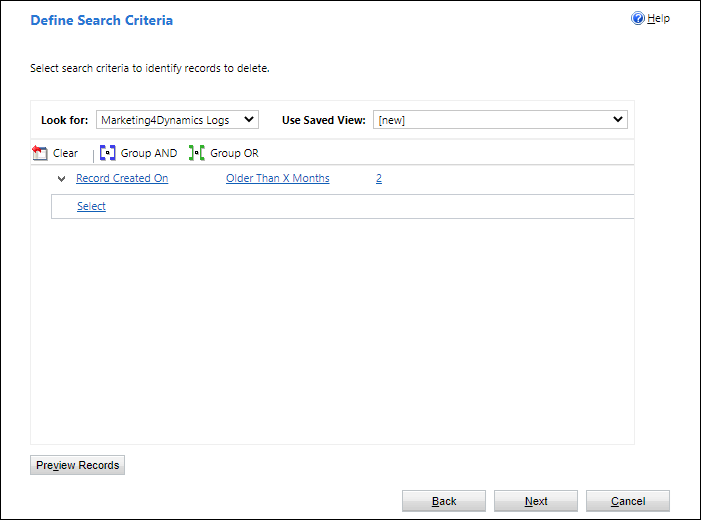 Define Search Criteria
Help
Select search criteria to identify records to delete.
Look for: Marketing4Dynamics Logs Use Saved View: [new]
Clear | Group AND Group OR
Record Created On Older Than X Months 2
Select
Preview Records
Back Next Cancel